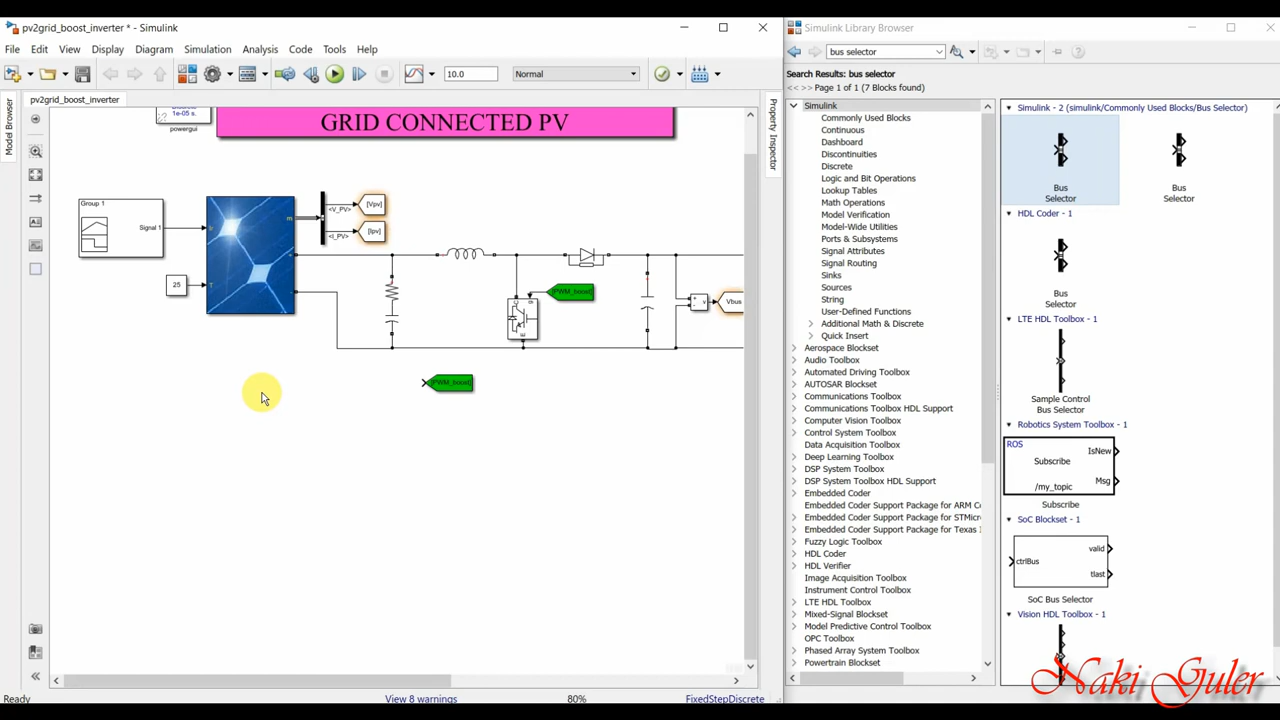 pv2grid_boost_inverter * - Simulink
File Edit View Display Diagram Simulation Analysis Code Tools Help
10.0
Normal
pv2grid_boost_inverter
Model Browser
Property Inspector
1e-05 s.
powergui
GRID CONNECTED PV
Group 1
Signal 1
25
T
m
+
-
<V_PV>
<I_PV>
[Vpv]
[Ipv]
[PWM_boost]
C
E
+
-
v
Vbus
[PWM_boost]
Ready
View 8 warnings
80%
FixedStepDiscrete
Simulink Library Browser
bus selector
Search Results: bus selector
<< >> Page 1 of 1 (7 Blocks found)
Simulink
Commonly Used Blocks
Continuous
Dashboard
Discontinuities
Discrete
Logic and Bit Operations
Lookup Tables
Math Operations
Model Verification
Model-Wide Utilities
Ports & Subsystems
Signal Attributes
Signal Routing
Sinks
Sources
String
User-Defined Functions
Additional Math & Discrete
Quick Insert
Aerospace Blockset
Audio Toolbox
Automated Driving Toolbox
AUTOSAR Blockset
Communications Toolbox
Communications Toolbox HDL Support
Computer Vision Toolbox
Control System Toolbox
Data Acquisition Toolbox
Deep Learning Toolbox
DSP System Toolbox
DSP System Toolbox HDL Support
Embedded Coder
Embedded Coder Support Package for ARM Co
Embedded Coder Support Package for STMicr
Embedded Coder Support Package for Texas I
Fuzzy Logic Toolbox
HDL Coder
HDL Verifier
Image Acquisition Toolbox
Instrument Control Toolbox
LTE HDL Toolbox
Mixed-Signal Blockset
Model Predictive Control Toolbox
OPC Toolbox
Phased Array System Toolbox
Powertrain Blockset
Simulink - 2 (simulink/Commonly Used Blocks/Bus Selector)
Bus
Selector
Bus
Selector
HDL Coder - 1
Bus
Selector
LTE HDL Toolbox - 1
Sample Control
Bus Selector
Robotics System Toolbox - 1
ROS
Subscribe
/my_topic
IsNew
Msg
Subscribe
SoC Blockset - 1
ctrlBus
valid
tlast
SoC Bus Selector
Vision HDL Toolbox - 1
Naki Guler